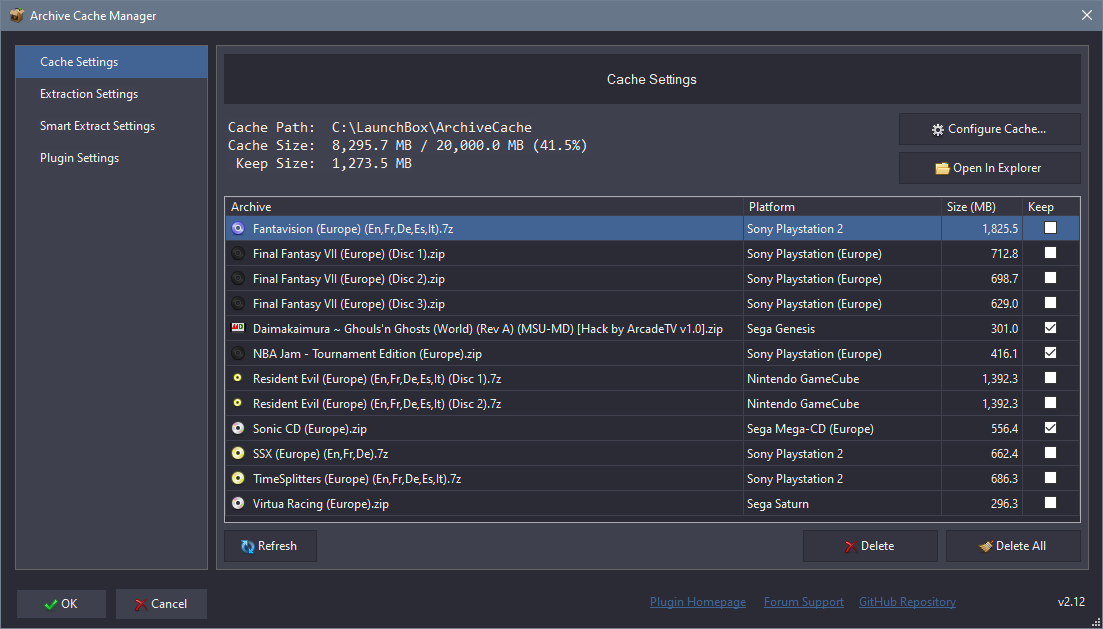 Archive Cache Manager
Cache Settings
Extraction Settings
Smart Extract Settings
Plugin Settings
Cache Settings
Cache Path: C:\LaunchBox\ArchiveCache
Cache Size: 8,295.7 MB / 20,000.0 MB (41.5%)
Keep Size: 1,273.5 MB
Configure Cache...
Open In Explorer
Archive Platform Size (MB) Keep
Fantavision (Europe) (En,Fr,De,Es,It).7z Sony Playstation 2 1,825.5
Final Fantasy VII (Europe) (Disc 1).zip Sony Playstation (Europe) 712.8
Final Fantasy VII (Europe) (Disc 2).zip Sony Playstation (Europe) 698.7
Final Fantasy VII (Europe) (Disc 3).zip Sony Playstation (Europe) 629.0
Daimakaimura ~ Ghouls'n Ghosts (World) (Rev A) (MSU-MD) [Hack by ArcadeTV v1.0].zip Sega Genesis 301.0
NBA Jam - Tournament Edition (Europe).zip Sony Playstation (Europe) 416.1
Resident Evil (Europe) (En,Fr,De,Es,It) (Disc 1).7z Nintendo GameCube 1,392.3
Resident Evil (Europe) (En,Fr,De,Es,It) (Disc 2).7z Nintendo GameCube 1,392.3
Sonic CD (Europe).zip Sega Mega-CD (Europe) 556.4
SSX (Europe) (En,Fr,De).7z Sony Playstation 2 662.4
TimeSplitters (Europe) (En,Fr,De,Es,It).7z Sony Playstation 2 686.3
Virtua Racing (Europe).zip Sega Saturn 296.3
Refresh Delete Delete All
OK Cancel Plugin Homepage Forum Support GitHub Repository v2.12